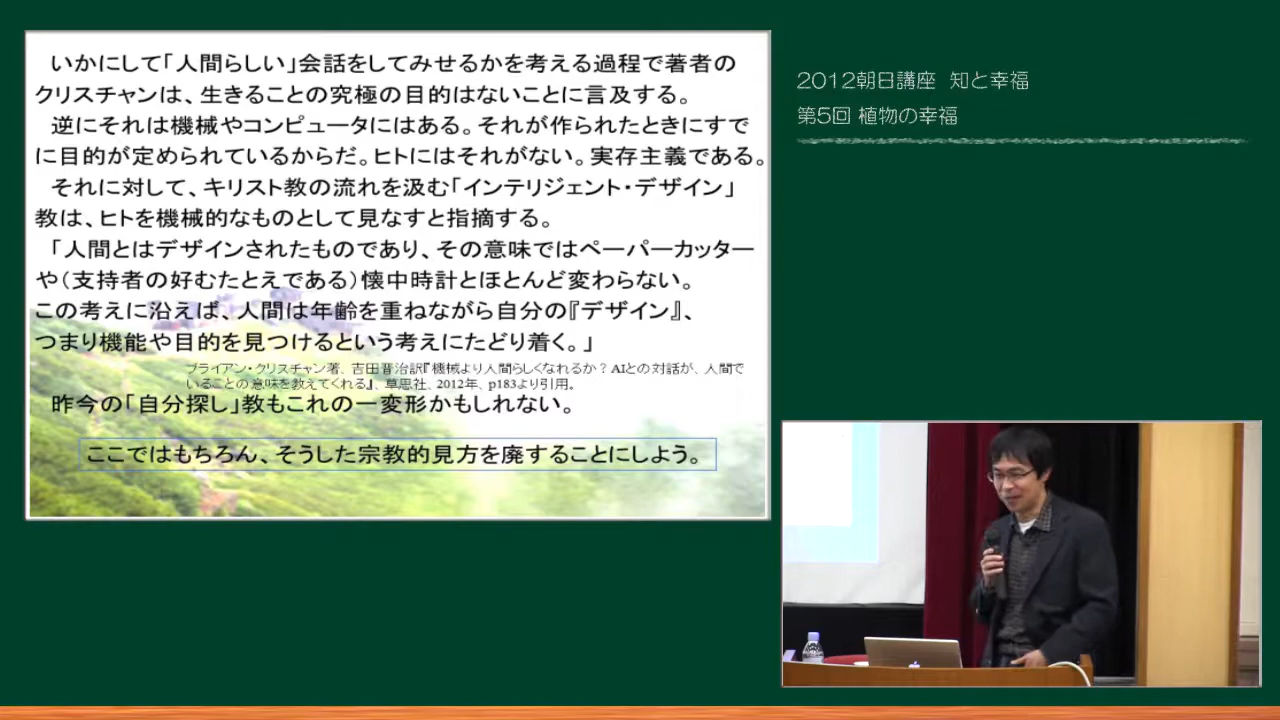 いかにして「人間らしい」会話をしてみせるかを考える過程で著者の
クリスチャンは、生きることの究極の目的はないことに言及する。
逆にそれは機械やコンピュータにはある。それが作られたときにすで
に目的が定められているからだ。ヒトにはそれがない。実存主義である。
それに対して、キリスト教の流れを汲む「インテリジェント・デザイン」
教は、ヒトを機械的なものとして見なすと指摘する。
「人間とはデザインされたものであり、その意味ではペーパーカッター
や（支持者の好むたとえである）懐中時計とほとんど変わらない。
この考えに沿えば、人間は年齢を重ねながら自分の『デザイン』、
つまり機能や目的を見つけるという考えにたどり着く。」
ブライアン・クリスチャン著、吉田晋治訳『機械より人間らしくなれるか？AIとの対話が、人間で
いることの意味を教えてくれる』、草思社、2012年、p183より引用。
昨今の「自分探し」教もこれの一変形かもしれない。
ここではもちろん、そうした宗教的見方を廃することにしよう。
2012朝日講座 知と幸福
第5回 植物の幸福